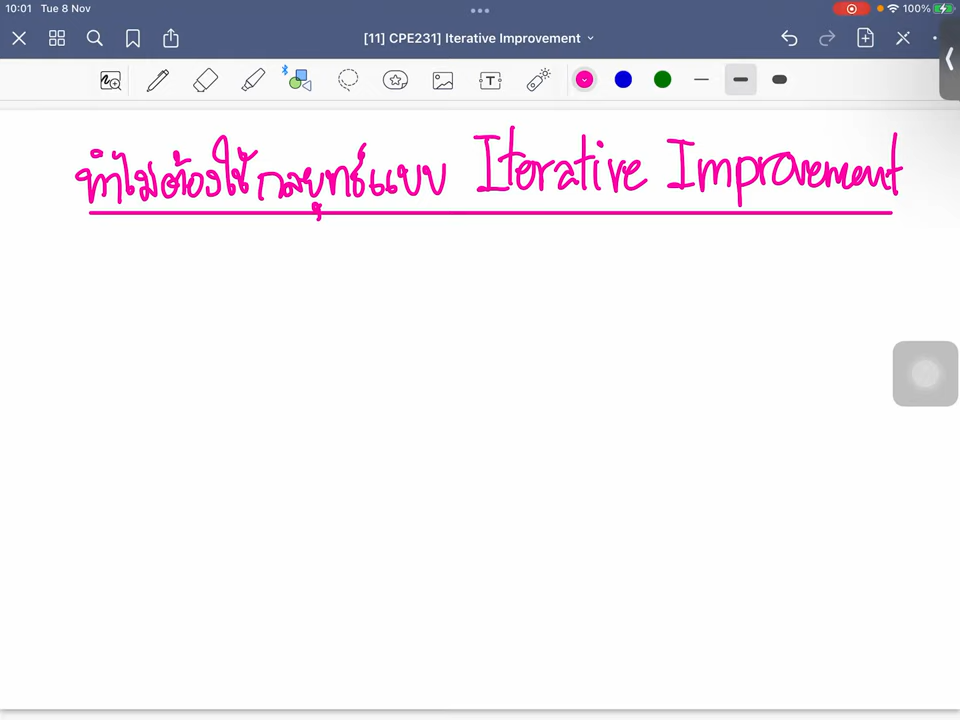 10:01 Tue 8 Nov 100%
[11] CPE231] Iterative Improvement
ทำไมต้องใช้กลยุทธ์แบบ Iterative Improvement